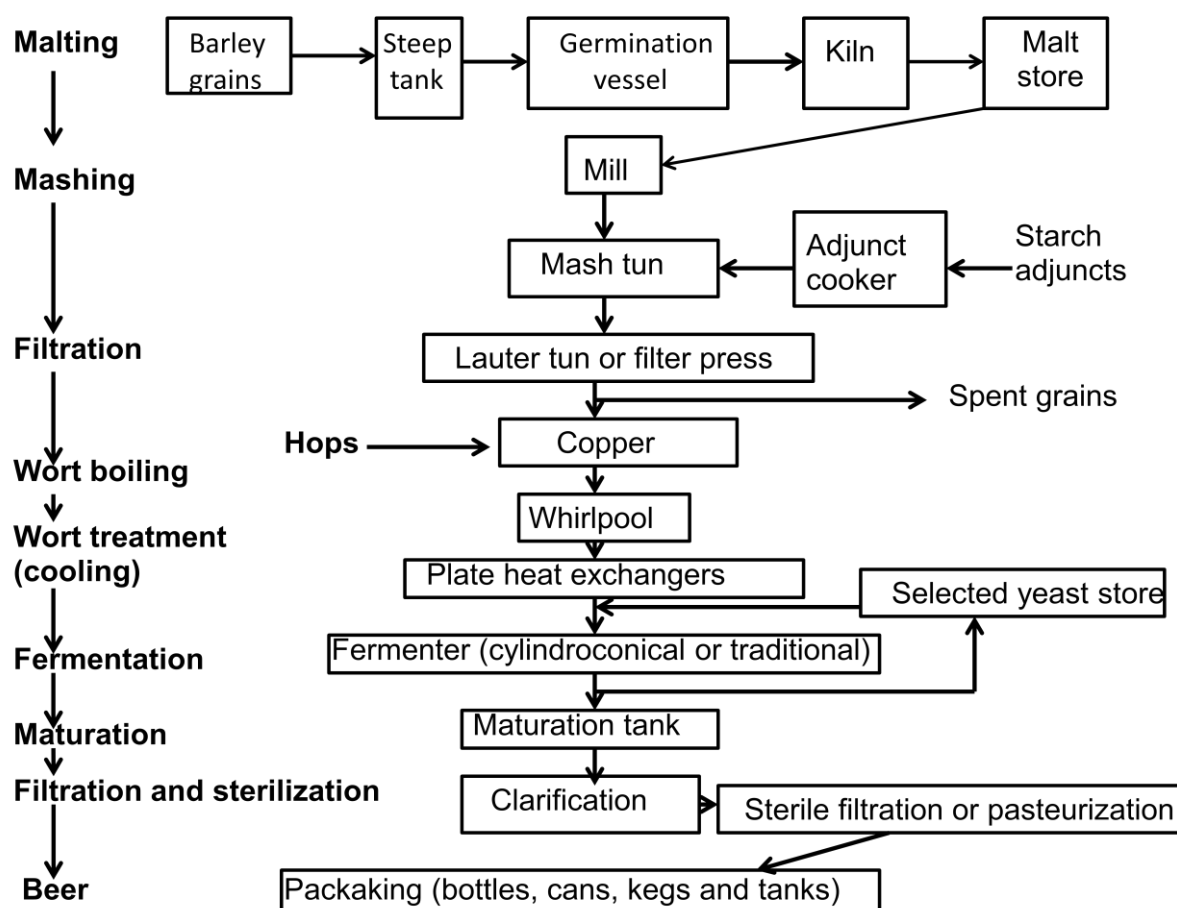 Malting
Barley
grains
Steep
tank
Germination
vessel
Kiln
Malt
store
Mashing
Mill
Mash tun
Adjunct
cooker
Starch
adjuncts
Filtration
Lauter tun or filter press
Spent grains
Hops
Copper
Wort boiling
Whirlpool
Wort treatment
(cooling)
Plate heat exchangers
Selected yeast store
Fermentation
Fermenter (cylindroconical or traditional)
Maturation
Maturation tank
Filtration and sterilization
Clarification
Sterile filtration or pasteurization
Beer
Packaking (bottles, cans, kegs and tanks)